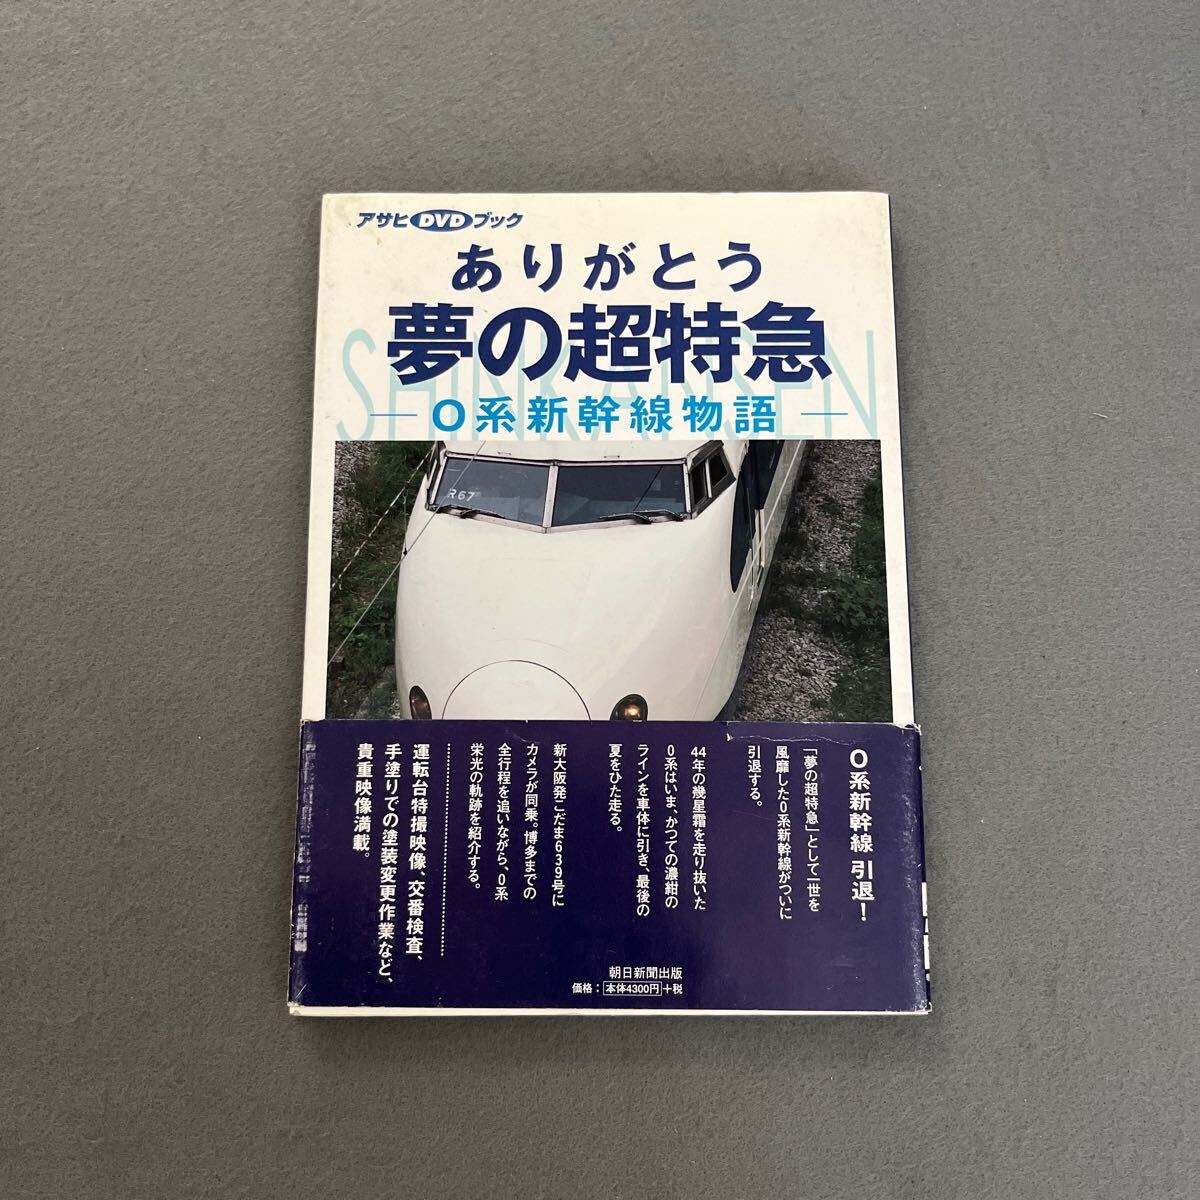 アサヒDVDブック
ありがとう
夢の超特急
SHINKANSEN
0系新幹線物語
R67
0系新幹線 引退!
「夢の超特急」として一世を
風靡した0系新幹線がついに
引退する。
44年の幾星霜を走り抜いた
0系はいま、かつての濃紺の
ラインを車体に引き、最後の
夏をひた走る。
新大阪発こだま639号に
カメラが同乗。博多までの
全行程を追いながら、0系
栄光の軌跡を紹介する。
運転台特撮映像、交番検査、
手塗りでの塗装変更作業など、
貴重映像満載。
朝日新聞出版
価格:本体4300円+税